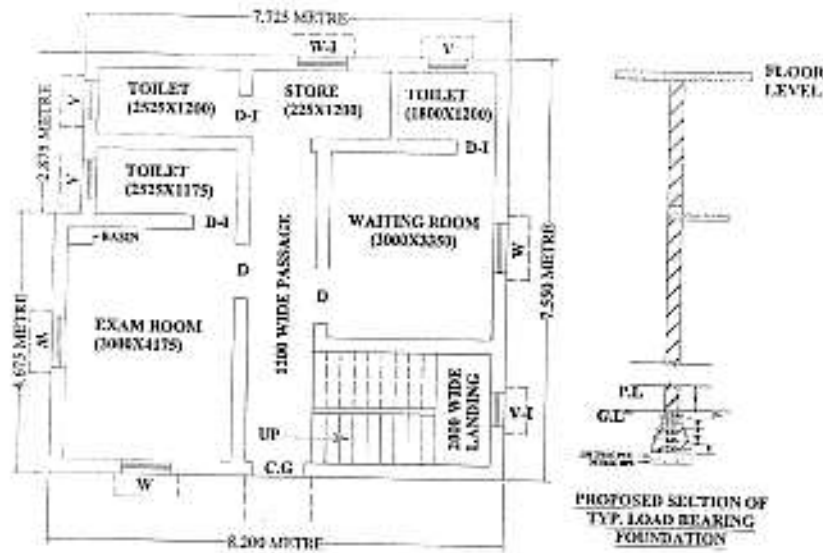 7.725 METRE
W-I
V
TOILET
(2525X1200)
D-I
STORE
(225X1200)
TOILET
(1800X1200)
D-I
V
2.875 METRE
V
TOILET
(2525X1175)
D-I
BASIN
WAITING ROOM
(3000X3350)
W
7.550 METRE
D
D
1200 WIDE PASSAGE
EXAM ROOM
(3000X4175)
W
4.675 METRE
UP
2000 WIDE
LANDING
V-I
C.G
W
8.200 METRE
FLOOR
LEVEL
P.L
G.L
PROPOSED SECTION OF
TYP. LOAD BEARING
FOUNDATION